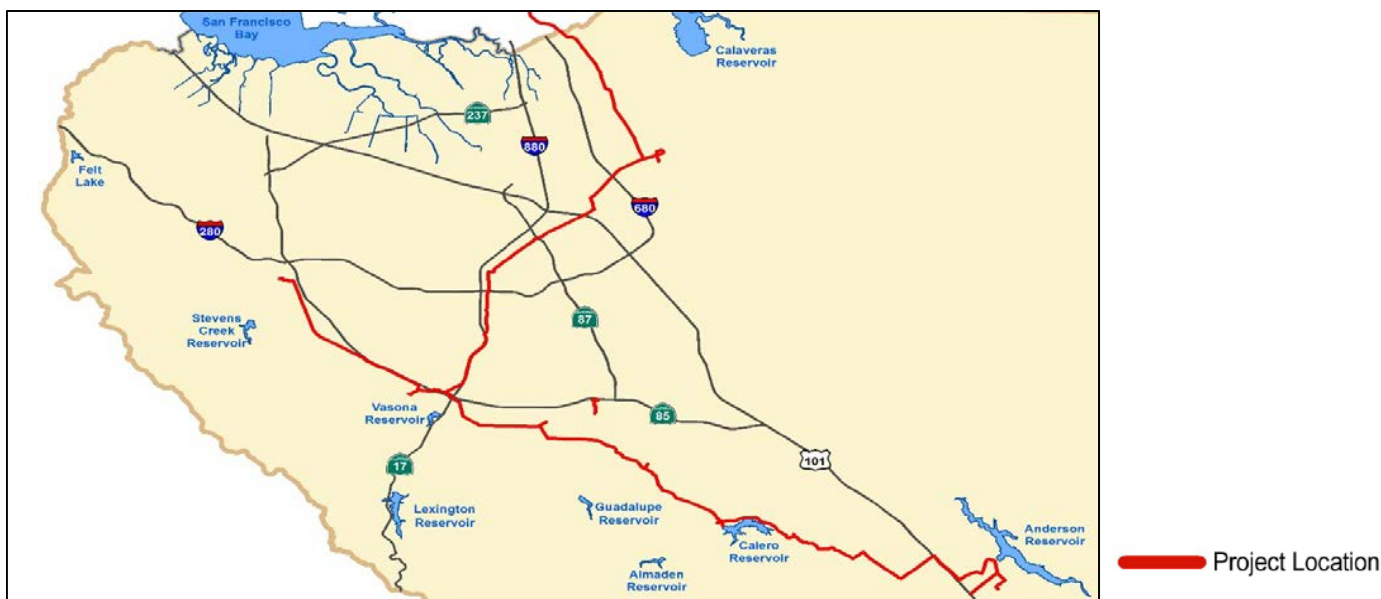 San Francisco
Bay
Calaveras
Reservoir
237
880
Felt
Lake
680
280
Stevens
Creek
Reservoir
87
Vasona
Reservoir
85
17
101
Lexington
Reservoir
Guadalupe
Reservoir
Anderson
Reservoir
Calero
Reservoir
Almaden
Reservoir
Project Location